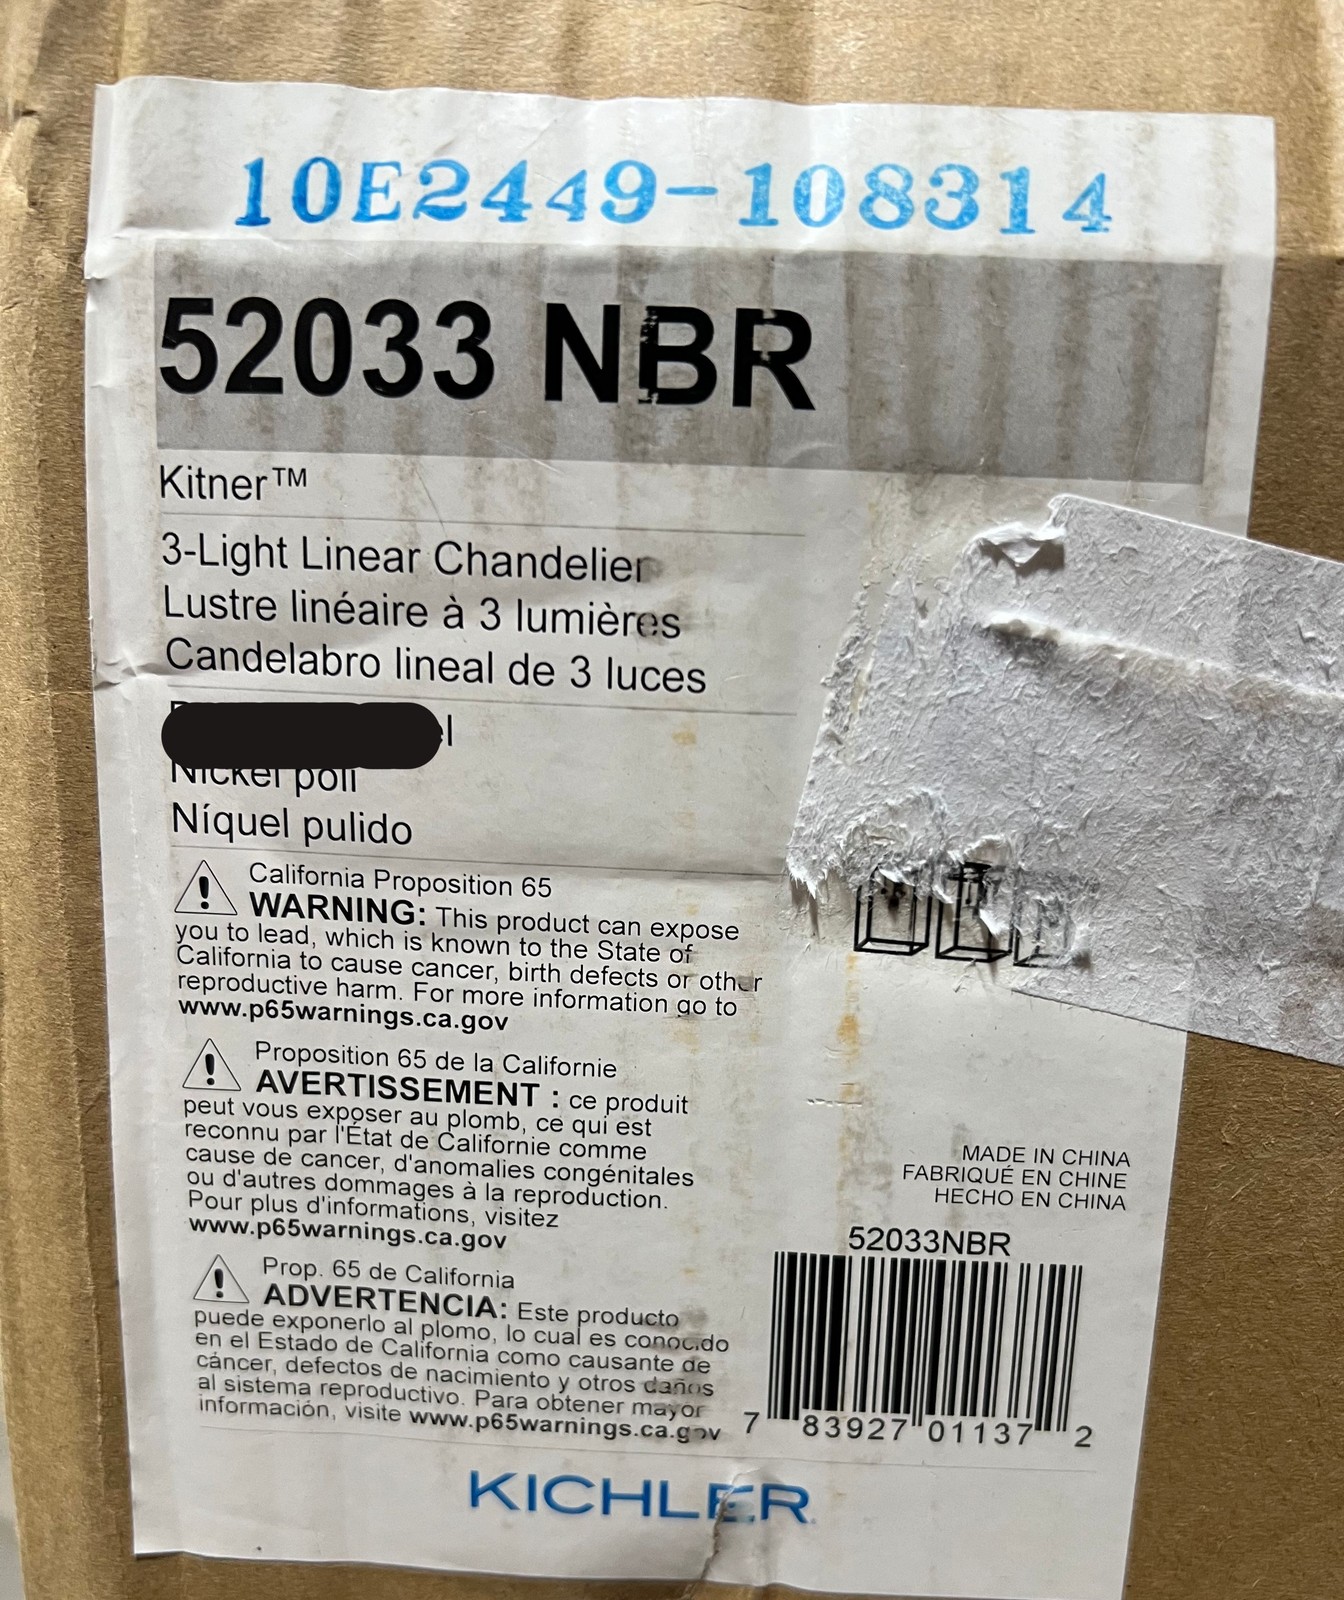 10E2449-108314
52033 NBR
Kitner™
3-Light Linear Chandelier
Lustre linéaire à 3 lumières
Candelabro lineal de 3 luces
Nickel poli
Níquel pulido
California Proposition 65
WARNING: This product can expose
you to lead, which is known to the State of
California to cause cancer, birth defects or other
reproductive harm. For more information go to
www.p65warnings.ca.gov
Proposition 65 de la Californie
AVERTISSEMENT : ce produit
peut vous exposer au plomb, ce qui est
reconnu par l'État de Californie comme
cause de cancer, d'anomalies congénitales
ou d'autres dommages à la reproduction.
Pour plus d'informations, visitez
www.p65warnings.ca.gov
Prop. 65 de California
ADVERTENCIA: Este producto
puede exponerlo al plomo, lo cual es conocido
en el Estado de California como causante de
cáncer, defectos de nacimiento y otros daños
al sistema reproductivo. Para obtener mayor
información, visite www.p65warnings.ca.gov
MADE IN CHINA
FABRIQUÉ EN CHINE
HECHO EN CHINA
52033NBR
7 83927 01137 2
KICHLER